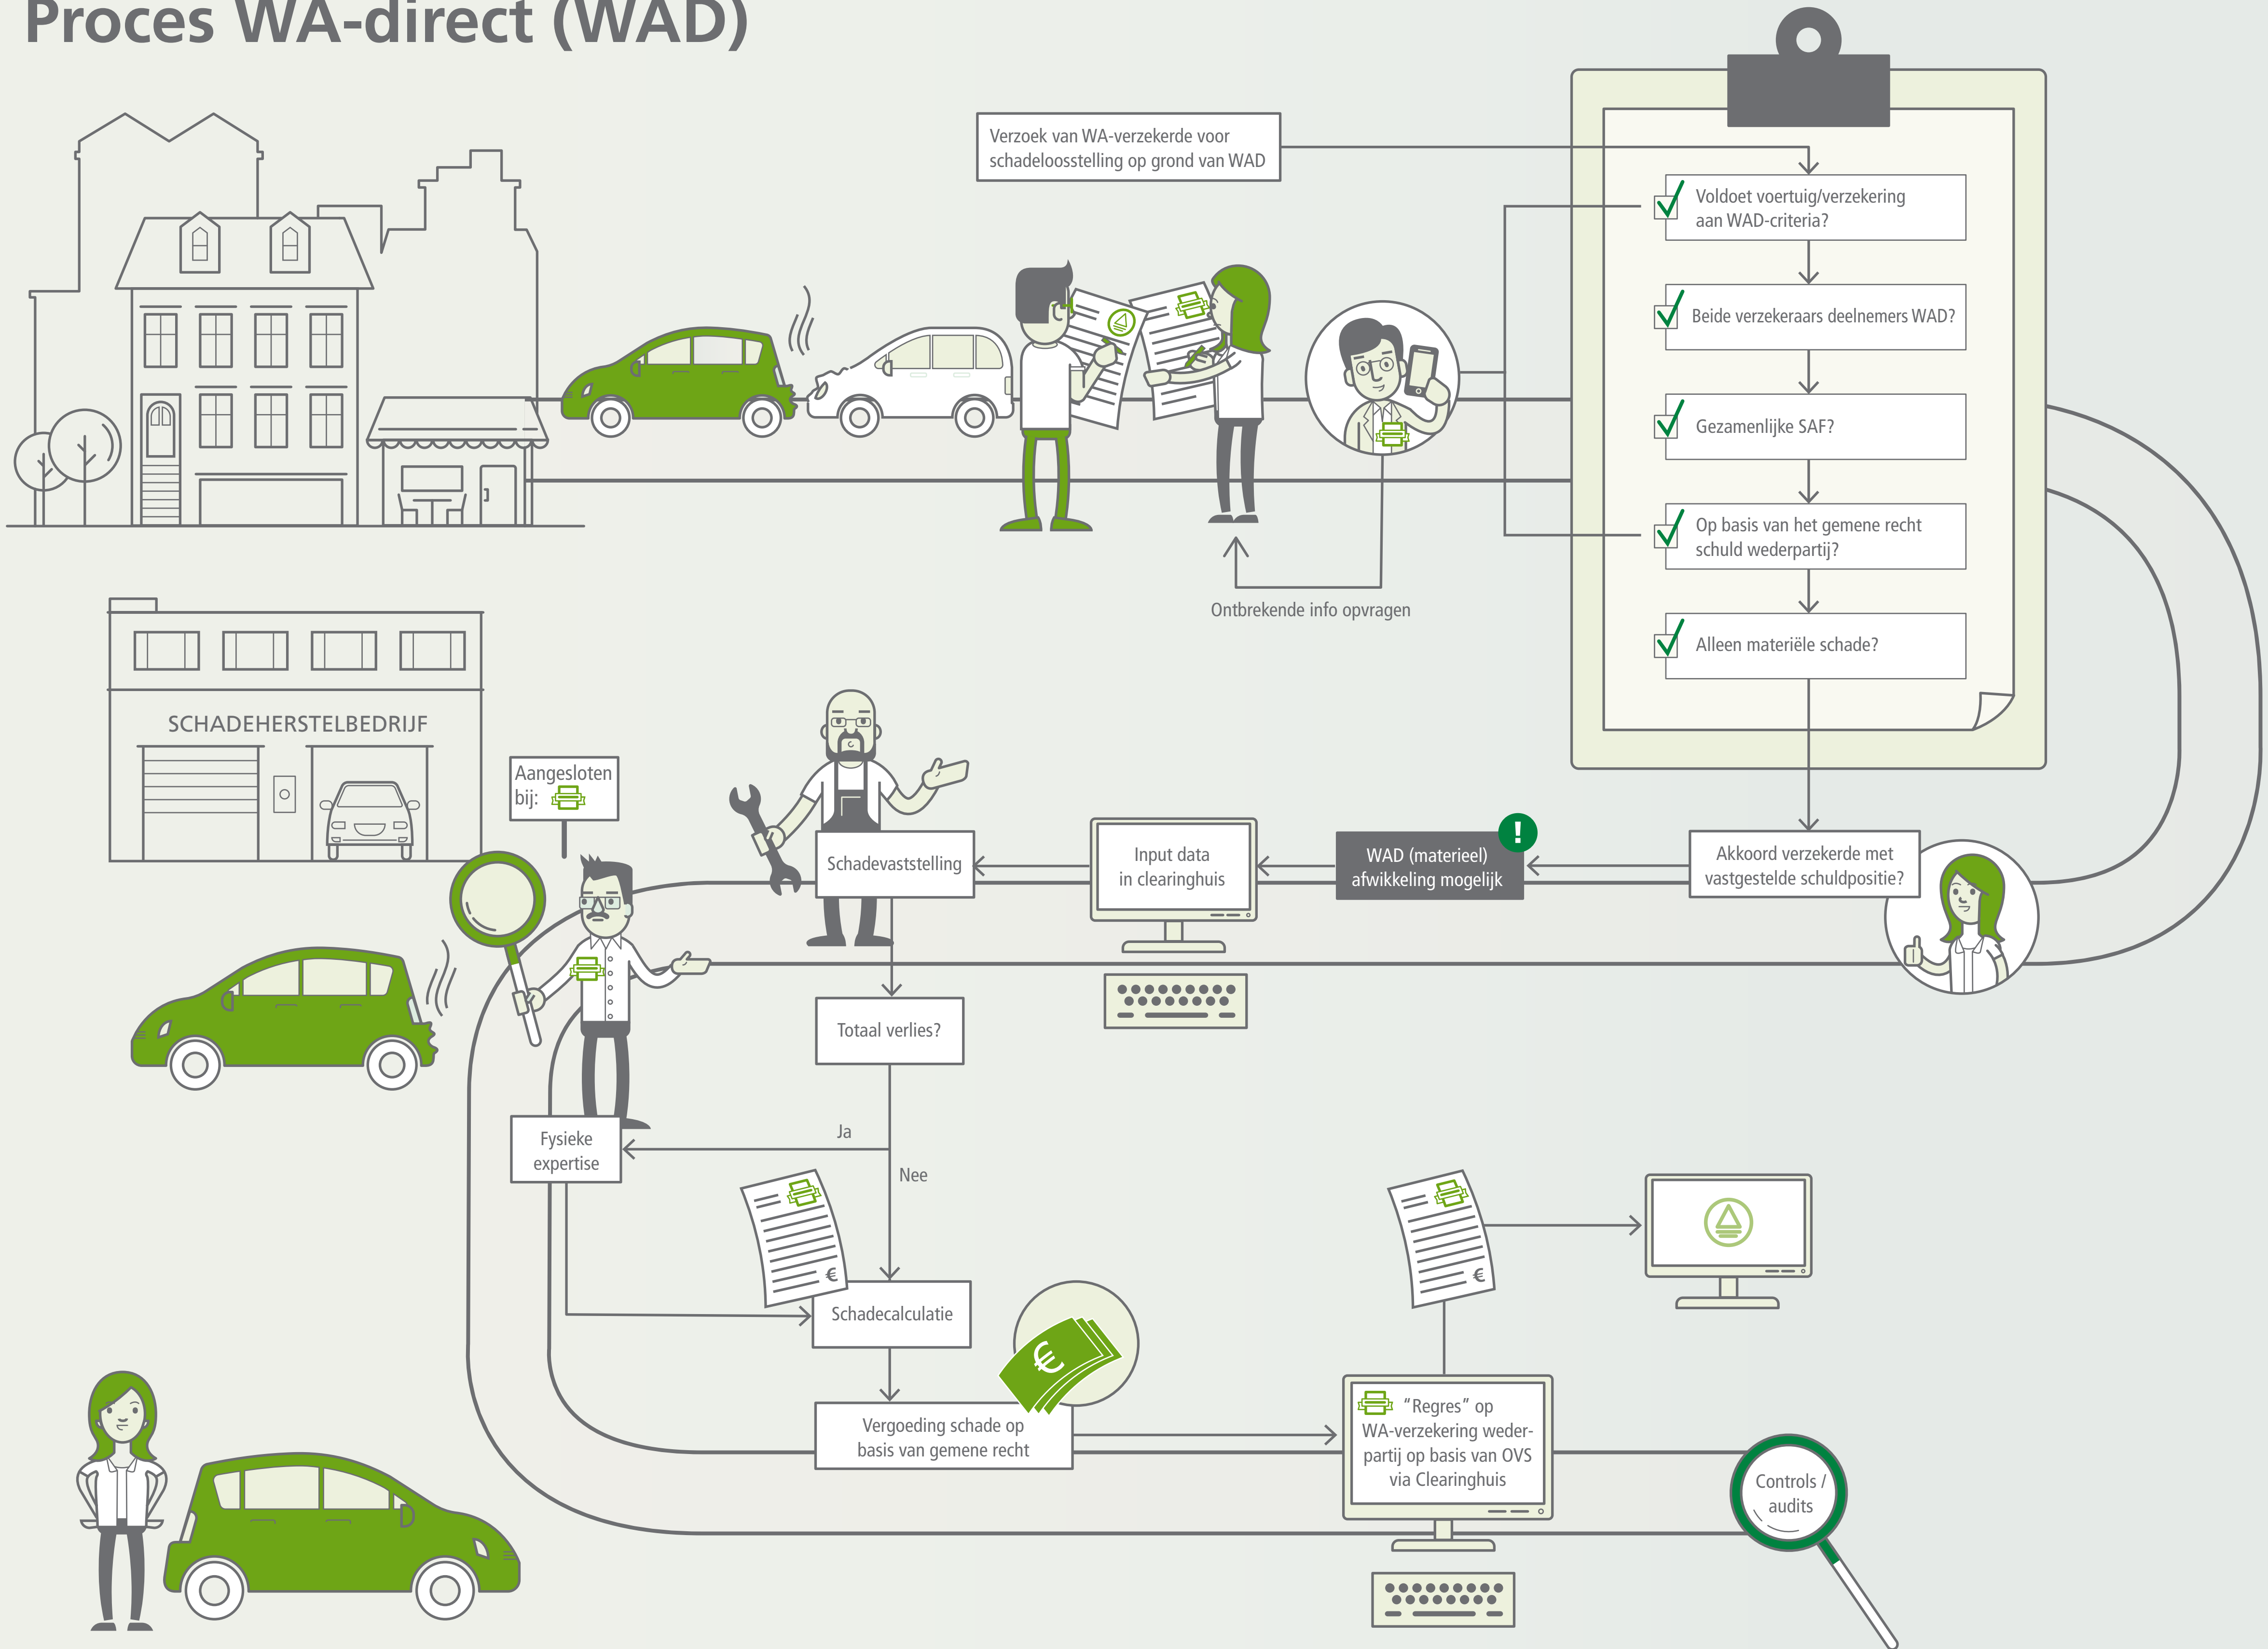 Proces WA-direct (WAD)
Verzoek van WA-verzekerde voor
schadeloosstelling op grond van WAD
Voldoet voertuig/verzekering
aan WAD-criteria?
Beide verzekeraars deelnemers WAD?
Gezamenlijke SAF?
Op basis van het gemene recht
schuld wederpartij?
Alleen materiële schade?
Ontbrekende info opvragen
SCHADEHERSTELBEDRIJF
Aangesloten
bij:
Akkoord verzekerde met
vastgestelde schuldpositie?
!
WAD (materieel)
afwikkeling mogelijk
Input data
in clearinghuis
Schadevaststelling
Totaal verlies?
Ja
Nee
Fysieke
expertise
€
Schadecalculatie
€
Vergoeding schade op
basis van gemene recht
€
"Regres" op
WA-verzekering weder-
partij op basis van OVS
via Clearinghuis
Controls /
audits